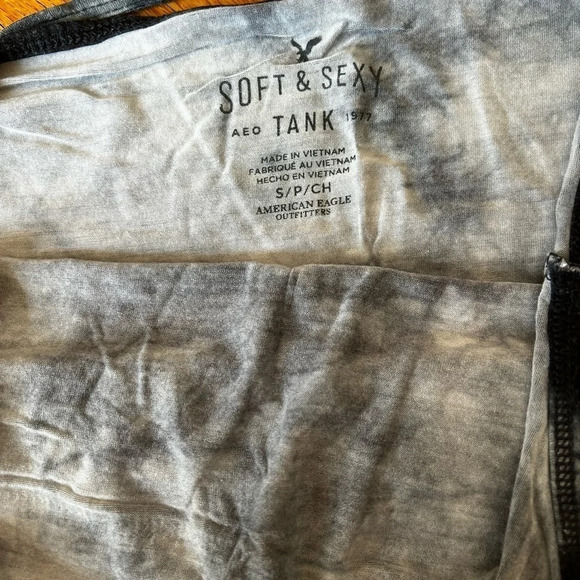 SOFT & SEXY
AEO TANK 1977
MADE IN VIETNAM
FABRIQUÉ AU VIETNAM
HECHO EN VIETNAM
S/P/CH
AMERICAN EAGLE
OUTFITTERS